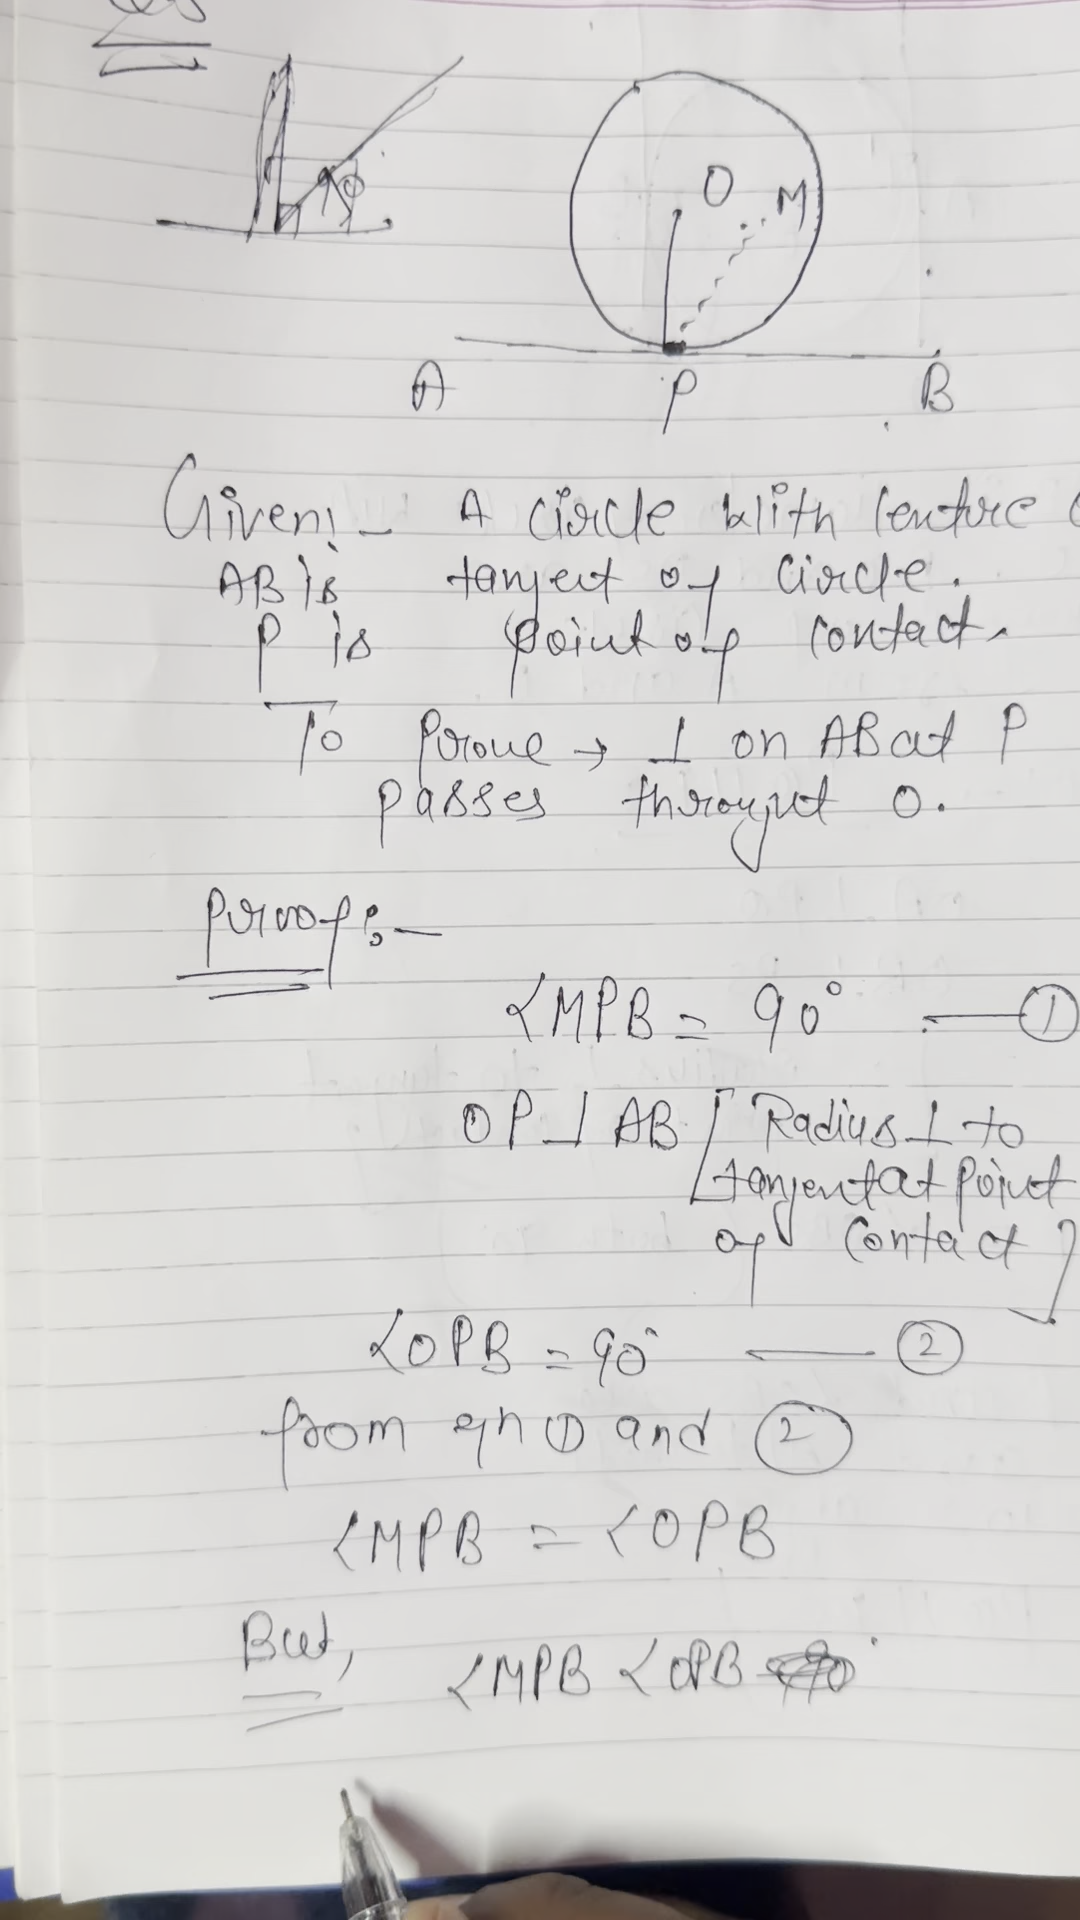 O
M
A
P
B
Given:- A circle with Centre
AB is tangent of circle.
P is point of contact.
To Prove → ⊥ on AB at P
passes through O.
Proof:-
∠MPB = 90° — ①
OP ⊥ AB [Radius ⊥ to
tangent at point
of contact]
∠OPB = 90° — ②
from eqn ① and ②
∠MPB = ∠OPB
But, ∠MPB < OPB